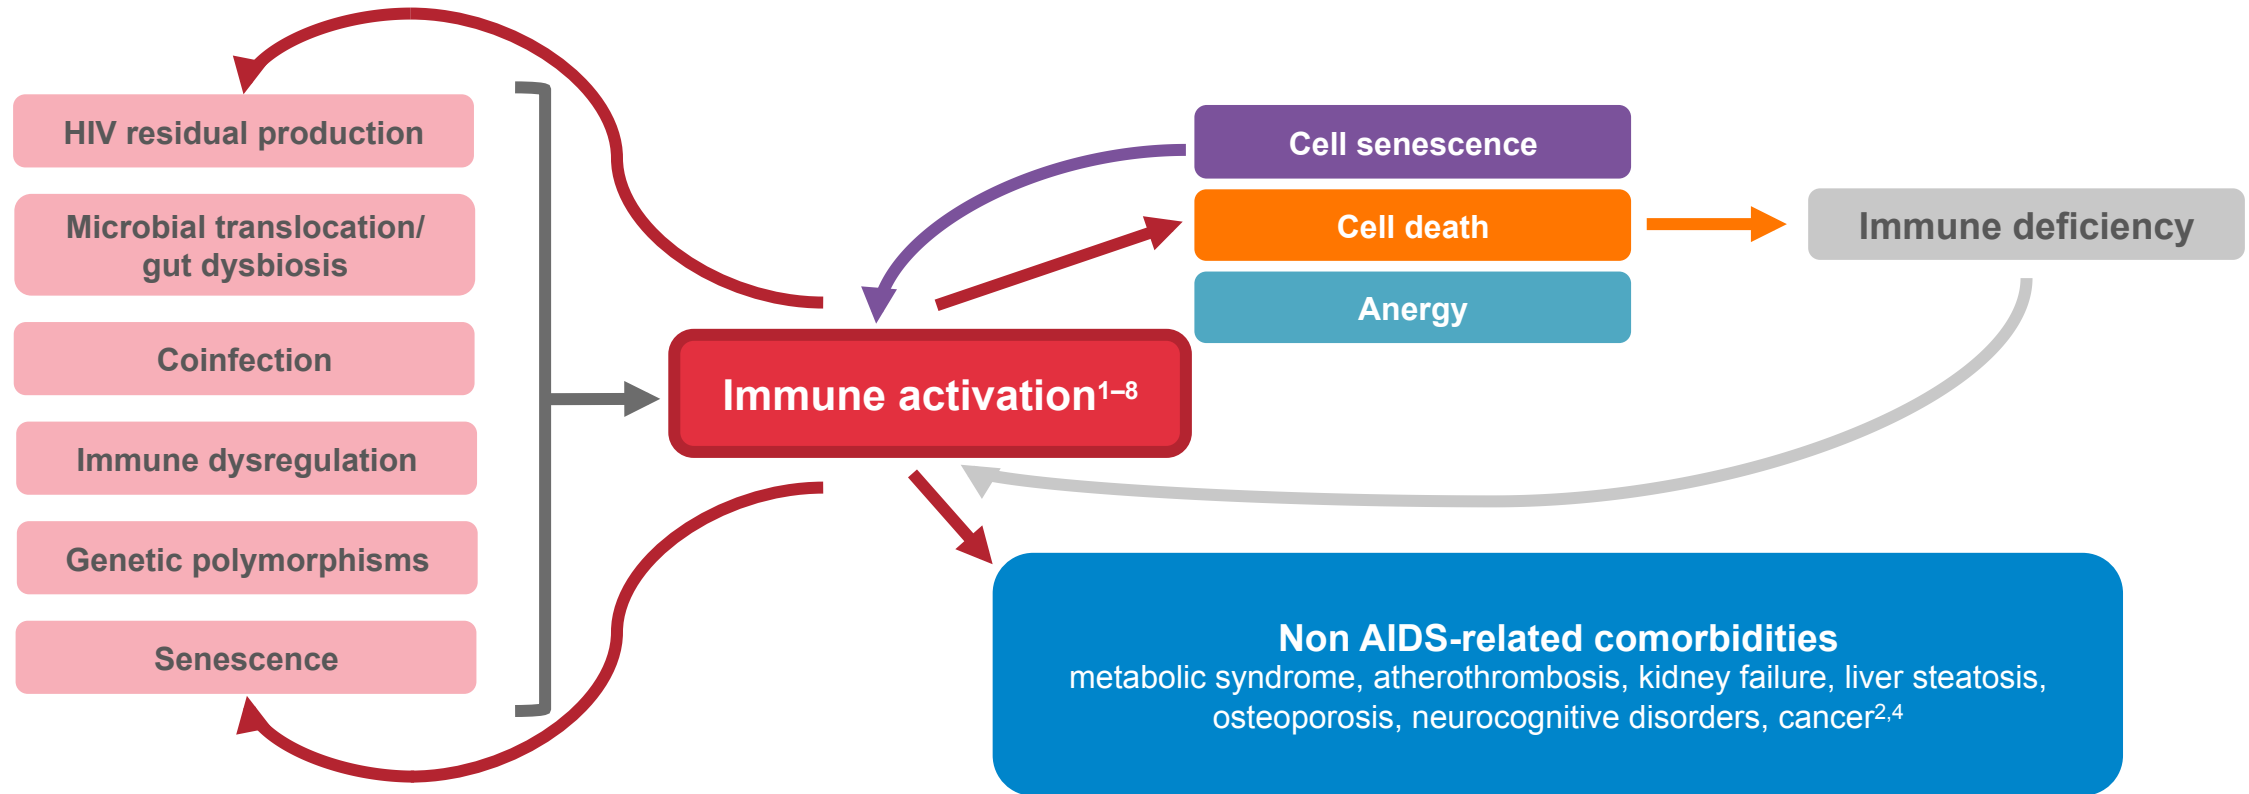 HIV residual production
Microbial translocation/
gut dysbiosis
Coinfection
Immune dysregulation
Genetic polymorphisms
Senescence
Immune activation1–8
Cell senescence
Cell death
Anergy
Immune deficiency
Non AIDS-related comorbidities
metabolic syndrome, atherothrombosis, kidney failure, liver steatosis,
osteoporosis, neurocognitive disorders, cancer2,4